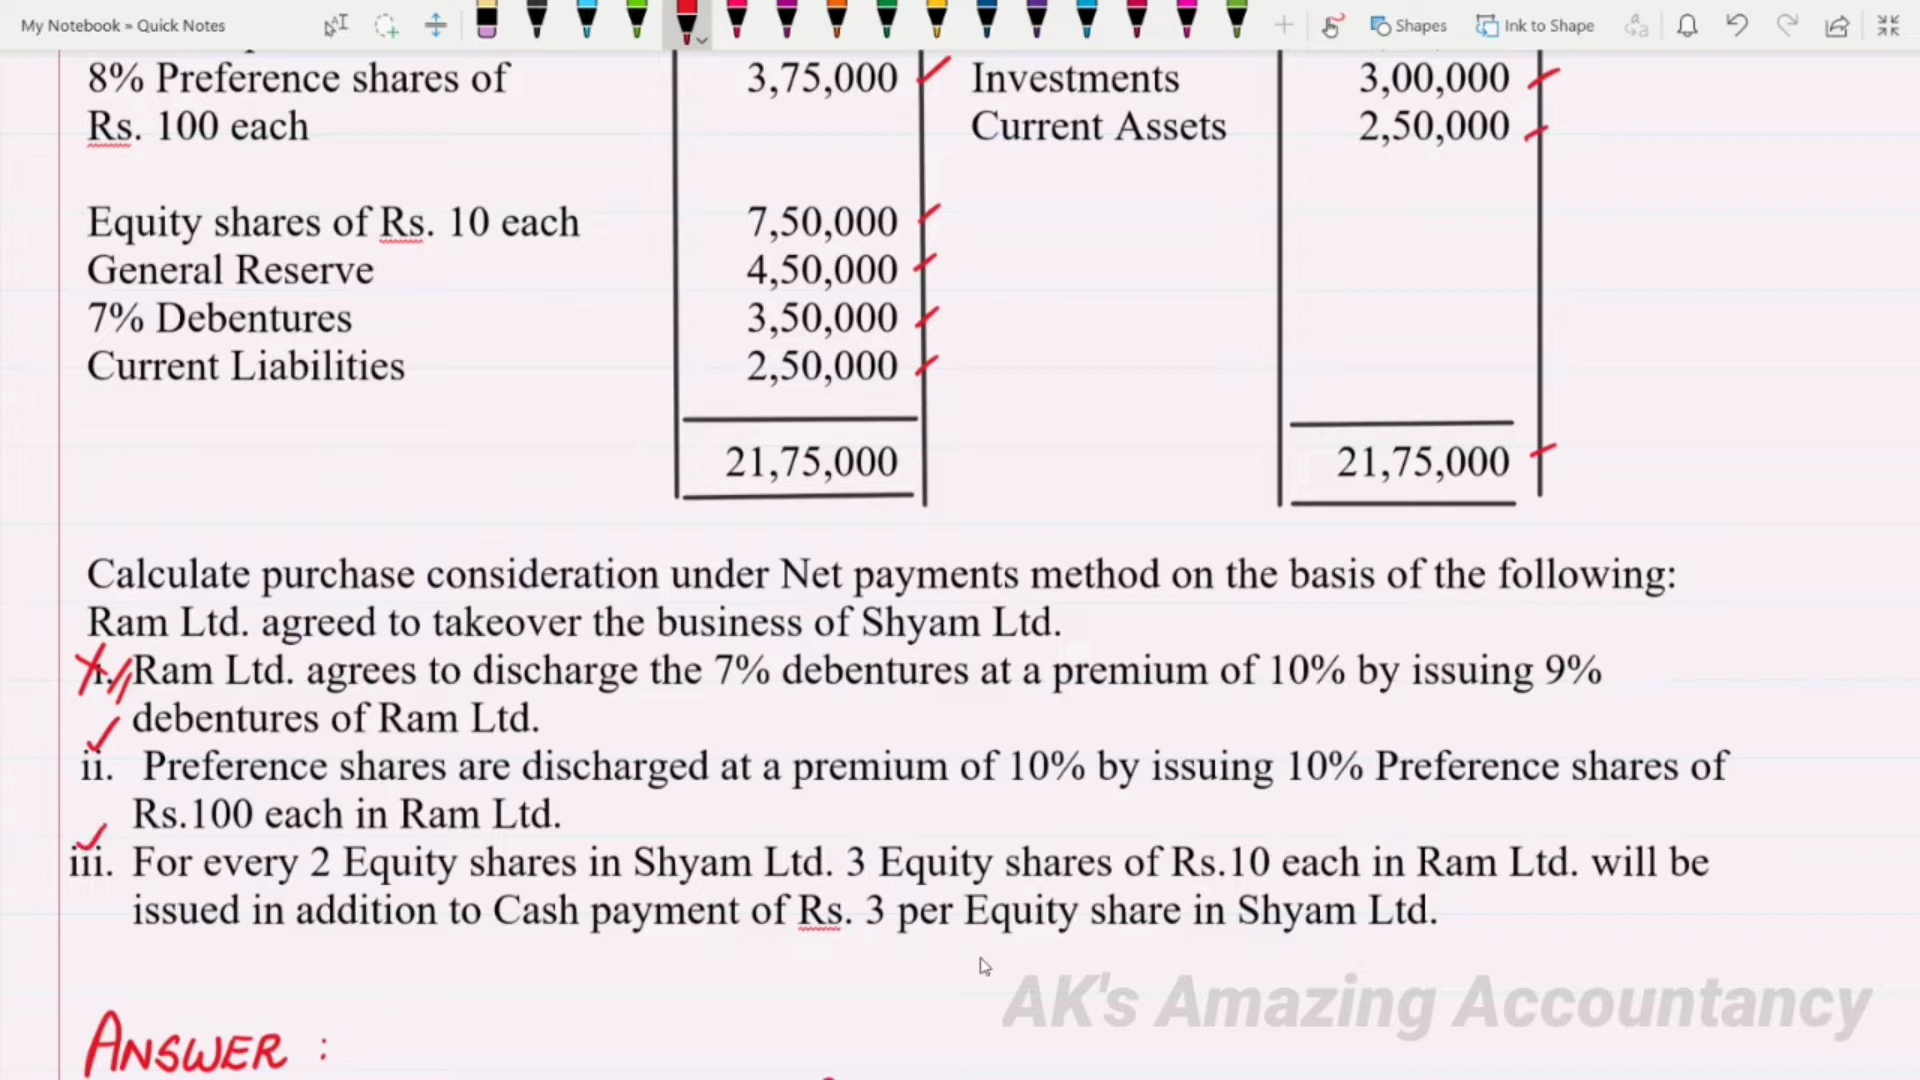 My Notebook » Quick Notes
Shapes
Ink to Shape
8% Preference shares of 3,75,000 Investments 3,00,000
Rs. 100 each Current Assets 2,50,000
Equity shares of Rs. 10 each 7,50,000
General Reserve 4,50,000
7% Debentures 3,50,000
Current Liabilities 2,50,000
21,75,000 21,75,000
Calculate purchase consideration under Net payments method on the basis of the following:
Ram Ltd. agreed to takeover the business of Shyam Ltd.
i. Ram Ltd. agrees to discharge the 7% debentures at a premium of 10% by issuing 9%
debentures of Ram Ltd.
ii. Preference shares are discharged at a premium of 10% by issuing 10% Preference shares of
Rs.100 each in Ram Ltd.
iii. For every 2 Equity shares in Shyam Ltd. 3 Equity shares of Rs.10 each in Ram Ltd. will be
issued in addition to Cash payment of Rs. 3 per Equity share in Shyam Ltd.
AK's Amazing Accountancy
ANSWER :